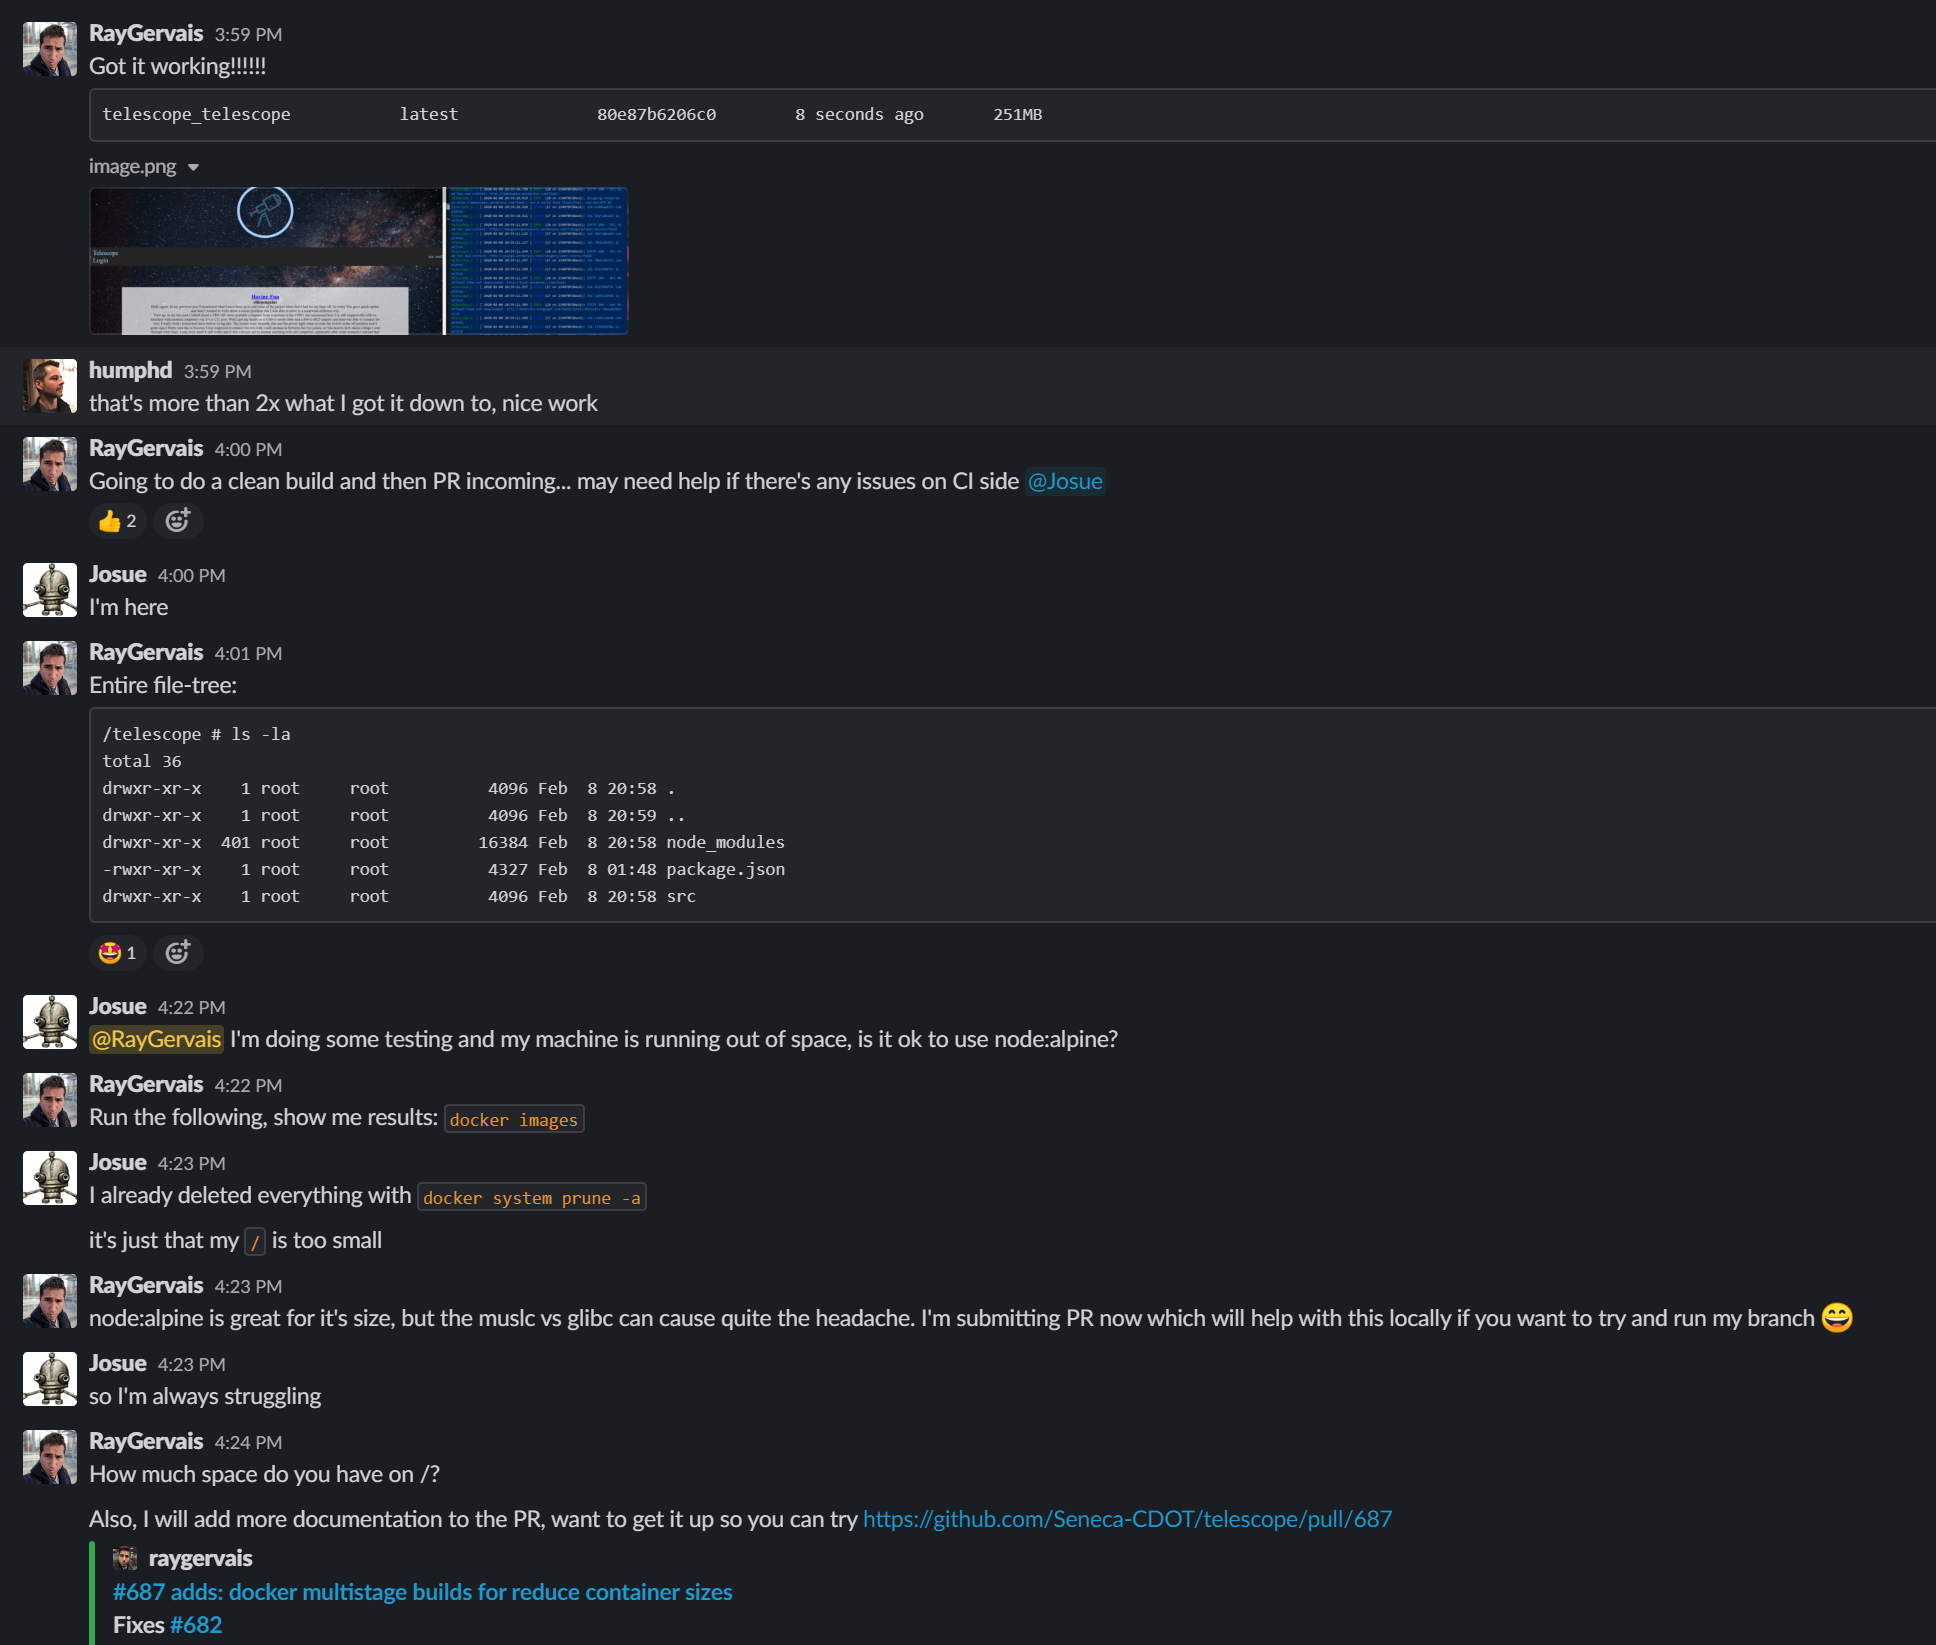 RayGervais 3:59 PM
Got it working!!!!!!
telescope_telescope latest 80e87b6206c0 8 seconds ago 251MB
image.png
Telescope
Login
Having Fun
humphd 3:59 PM
that's more than 2x what I got it down to, nice work
RayGervais 4:00 PM
Going to do a clean build and then PR incoming... may need help if there's any issues on CI side @Josue
2
Josue 4:00 PM
I'm here
RayGervais 4:01 PM
Entire file-tree:
/telescope # ls -la
total 36
drwxr-xr-x 1 root root 4096 Feb 8 20:58 .
drwxr-xr-x 1 root root 4096 Feb 8 20:59 ..
drwxr-xr-x 401 root root 16384 Feb 8 20:58 node_modules
-rwxr-xr-x 1 root root 4327 Feb 8 01:48 package.json
drwxr-xr-x 1 root root 4096 Feb 8 20:58 src
1
Josue 4:22 PM
@RayGervais I'm doing some testing and my machine is running out of space, is it ok to use node:alpine?
RayGervais 4:22 PM
Run the following, show me results: docker images
Josue 4:23 PM
I already deleted everything with docker system prune -a
it's just that my / is too small
RayGervais 4:23 PM
node:alpine is great for it's size, but the muslc vs glibc can cause quite the headache. I'm submitting PR now which will help with this locally if you want to try and run my branch
Josue 4:23 PM
so I'm always struggling
RayGervais 4:24 PM
How much space do you have on /?
Also, I will add more documentation to the PR, want to get it up so you can try https://github.com/Seneca-CDOT/telescope/pull/687
raygervais
#687 adds: docker multistage builds for reduce container sizes
Fixes #682